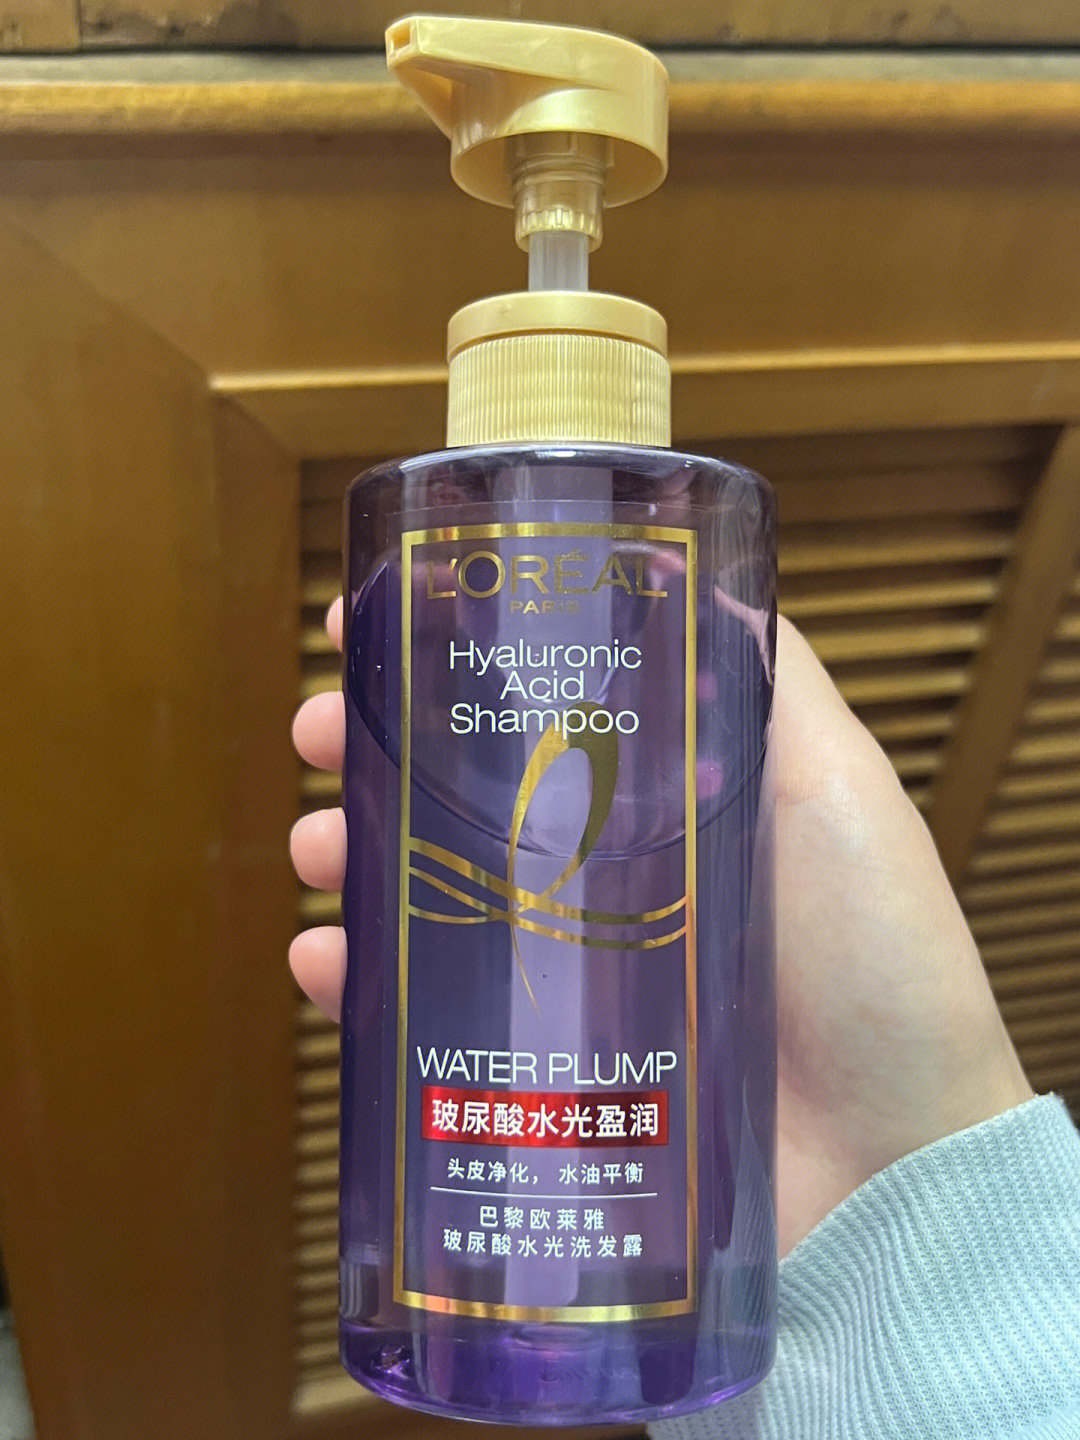 L'ORÉAL
PARIS
Hyaluronic
Acid
Shampoo
WATER PLUMP
玻尿酸水光盈润
头皮净化， 水油平衡
巴黎欧莱雅
玻尿酸水光洗发露